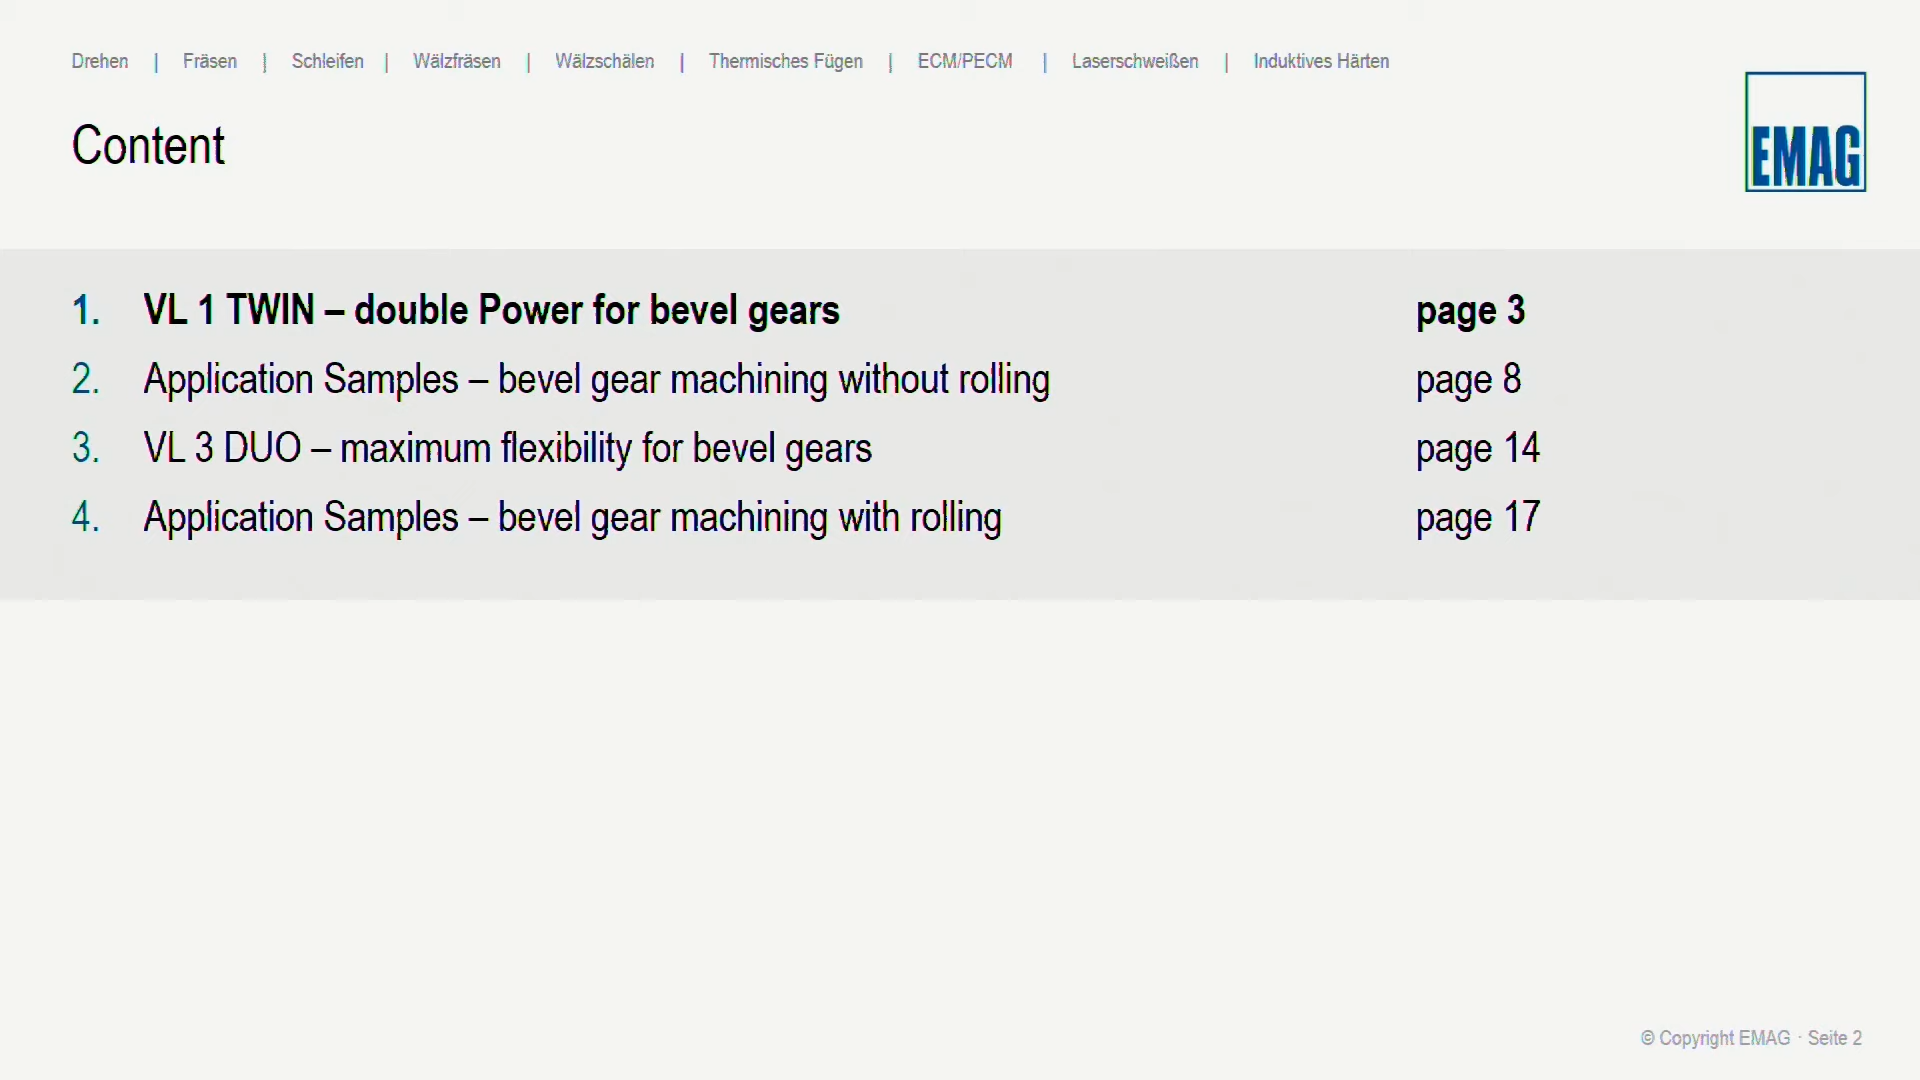 Drehen | Fräsen | Schleifen | Wälzfräsen | Wälzschälen | Thermisches Fügen | ECM/PECM | Laserschweißen | Induktives Härten
Content
EMAG
1. VL 1 TWIN – double Power for bevel gears page 3
2. Application Samples – bevel gear machining without rolling page 8
3. VL 3 DUO – maximum flexibility for bevel gears page 14
4. Application Samples – bevel gear machining with rolling page 17
© Copyright EMAG · Seite 2